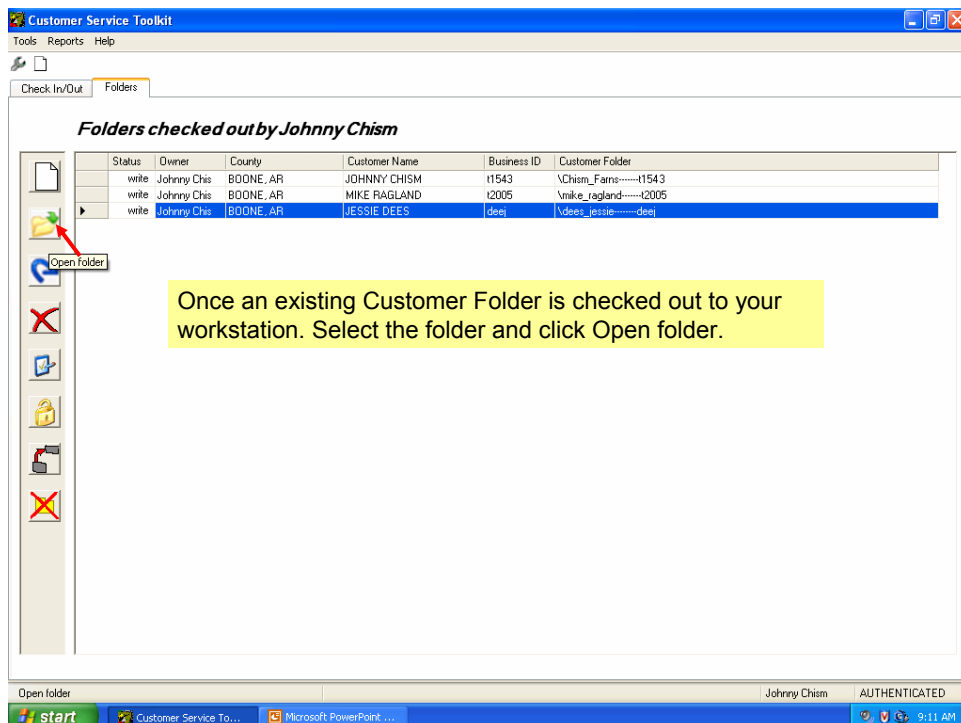 Customer Service Toolkit
Tools Reports Help
Check In/Out Folders
Folders checked out by Johnny Chism
Status Owner County Customer Name Business ID Customer Folder
write Johnny Chis BOONE, AR JOHNNY CHISM t1543 \Chism_Farns-------t1543
write Johnny Chis BOONE, AR MIKE RAGLAND t2005 \mike_ragland-------t2005
write Johnny Chis BOONE, AR JESSIE DEES deej \dees_jessie--------deej
Open folder
Once an existing Customer Folder is checked out to your
workstation. Select the folder and click Open folder.
Open folder Johnny Chism AUTHENTICATED
start Customer Service To... Microsoft PowerPoint ... 9:11 AM